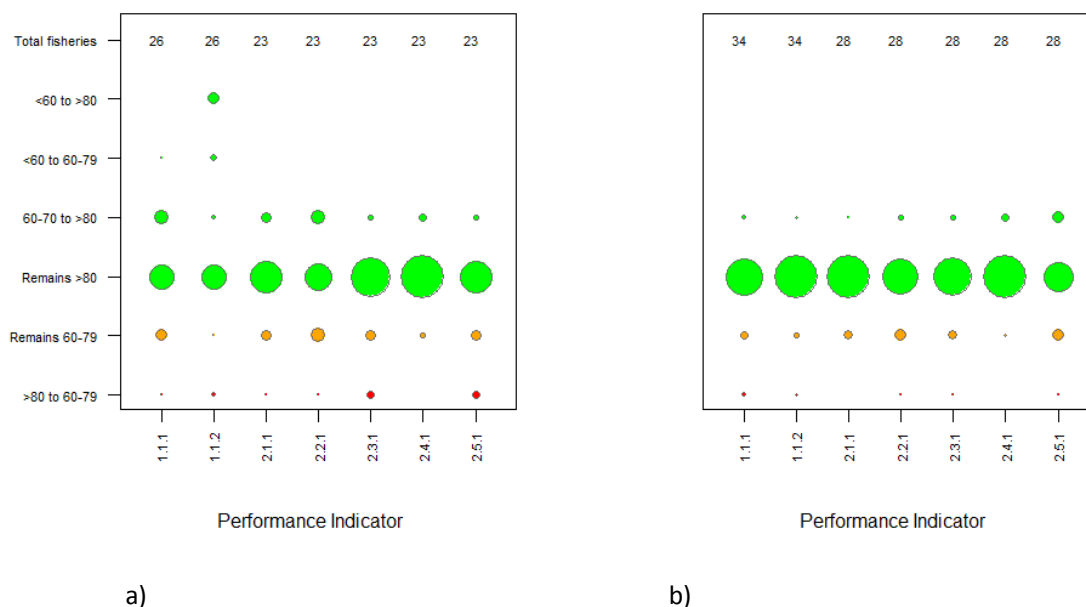 Total fisheries 26 26 23 23 23 23 23
<60 to >80
<60 to 60-79
60-70 to >80
Remains >80
Remains 60-79
>80 to 60-79
1.1.1 1.1.2 2.1.1 2.2.1 2.3.1 2.4.1 2.5.1
Performance Indicator
a)
34 34 28 28 28 28 28
1.1.1 1.1.2 2.1.1 2.2.1 2.3.1 2.4.1 2.5.1
Performance Indicator
b)